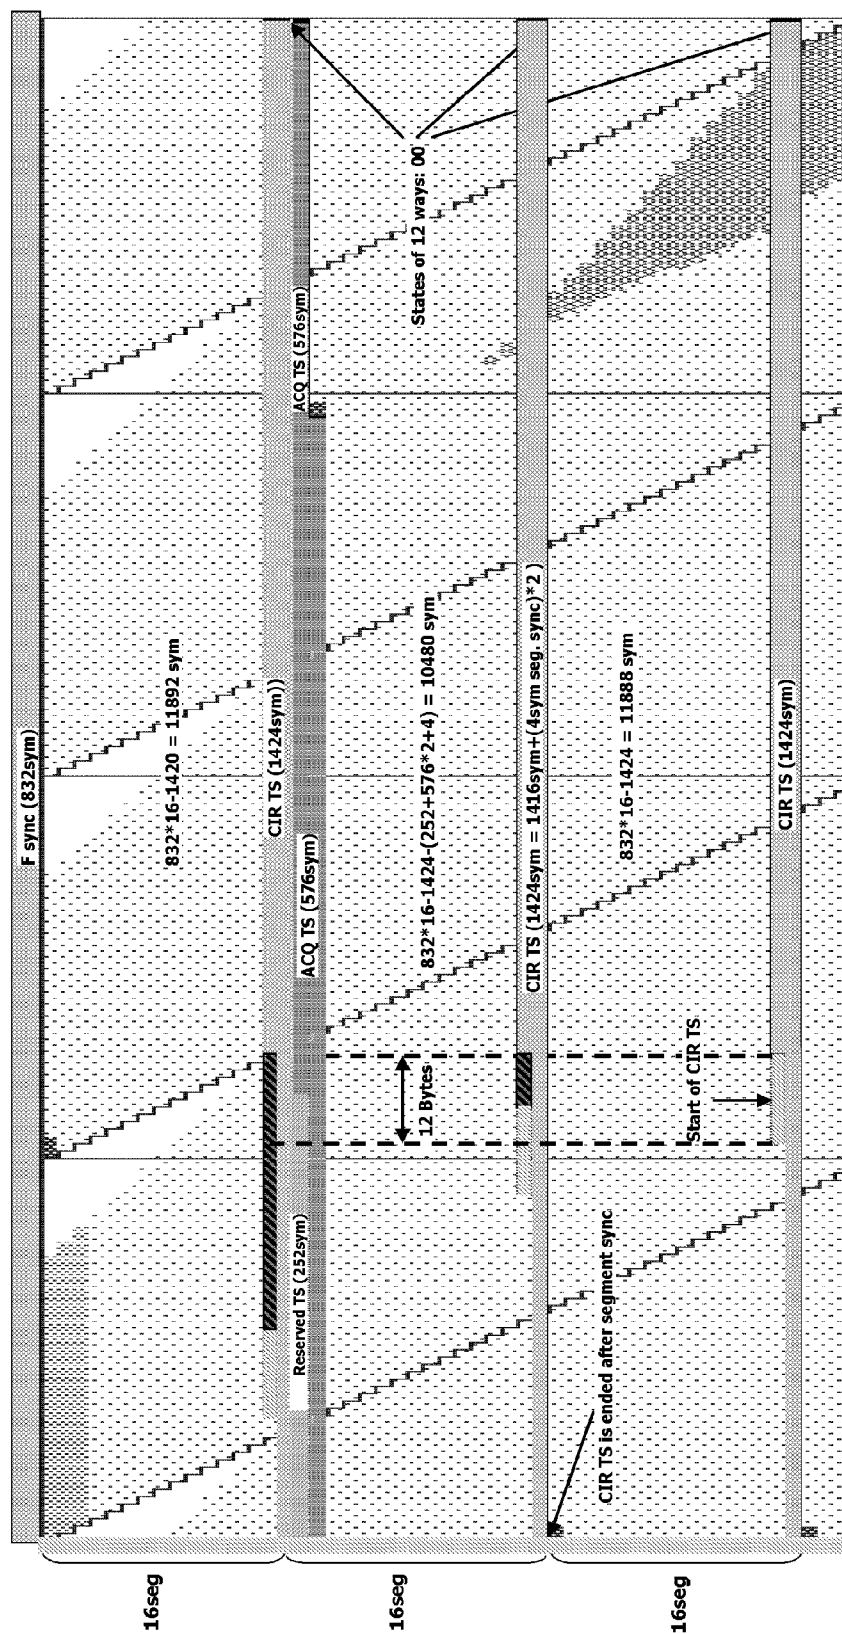 F sync (832sym)
832*16-1420 = 11892 sym
CIR TS (1424sym))
Reserved TS (252sym)
ACQ TS (576sym)
ACQ TS (576sym)
States of 12 ways: 00
12 Bytes
832*16-1424-(252+576*2+4) = 10480 sym
CIR TS (1424sym = 1416sym+(4sym seg. sync)*2 )
CIR TS is ended after segment sync
832*16-1424 = 11888 sym
Start of CIR TS
CIR TS (1424sym)
16seg
16seg
16seg